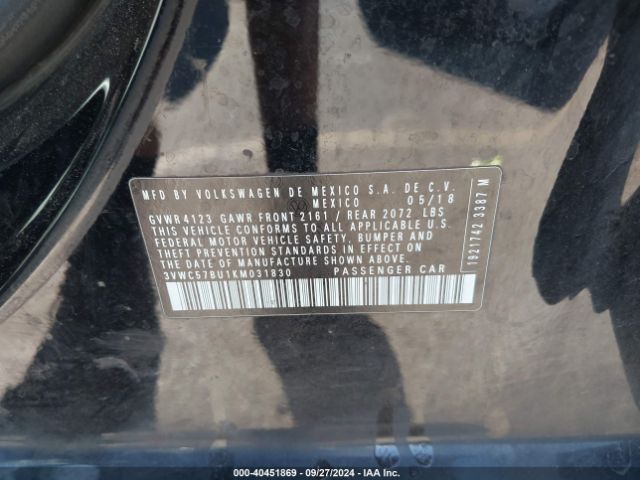 MFD BY VOLKSWAGEN DE MEXICO S.A. DE C.V.
MEXICO 05/18
GVWR 4123 GAWR FRONT 2161 / REAR 2072 LBS
THIS VEHICLE CONFORMS TO ALL APPLICABLE U.S.
FEDERAL MOTOR VEHICLE SAFETY, BUMPER AND
THEFT PREVENTION STANDARDS IN EFFECT ON THE
DATE OF MANUFACTURE SHOWN ABOVE.
3VWC57BU1KM031830 PASSENGER CAR
1921742 3387 M
000-40451869 - 09/27/2024 - IAA Inc.